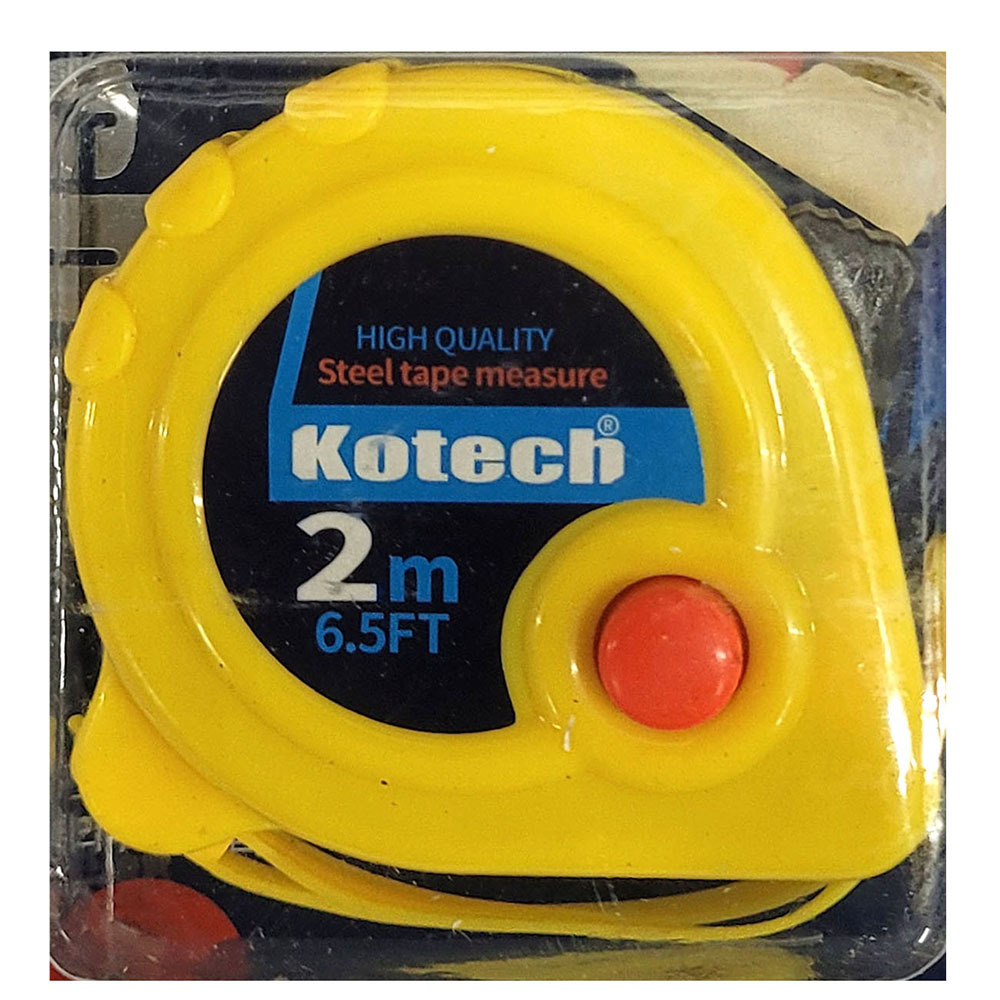 HIGH QUALITY
Steel tape measure
Kotech®
2m
6.5FT